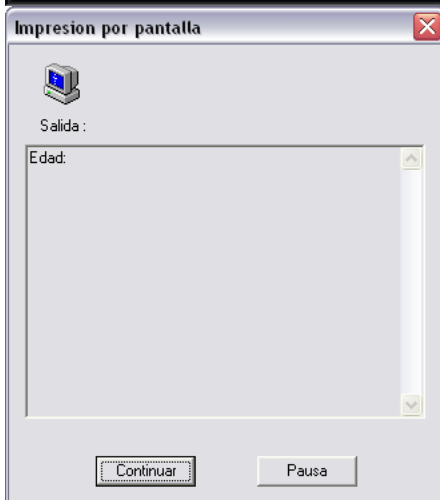 Impresion por pantalla
Salida :
Edad:
Continuar
Pausa